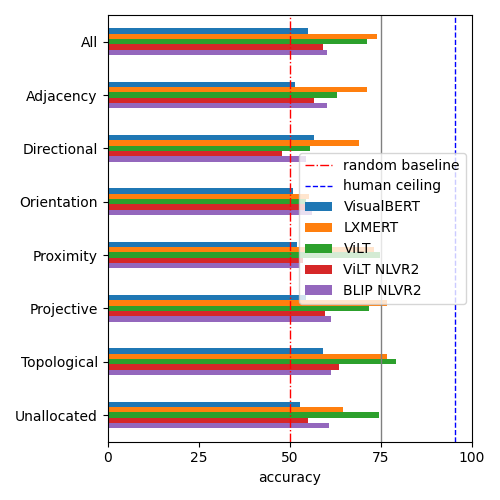 All
Adjacency
Directional
Orientation
Proximity
Projective
Topological
Unallocated
random baseline
human ceiling
VisualBERT
LXMERT
ViLT
ViLT NLVR2
BLIP NLVR2
0 25 50 75 100
accuracy